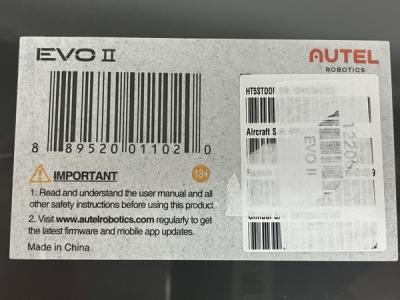 EVO II
AUTEL
ROBOTICS
8 89520 01102 0
HT5STD0
Aircraft
EVO II
IMPORTANT
18+
1. Read and understand the user manual and all
other safety instructions before using this product
2. Visit www.autelrobotics.com regularly to get
the latest firmware and mobile app updates.
Made in China